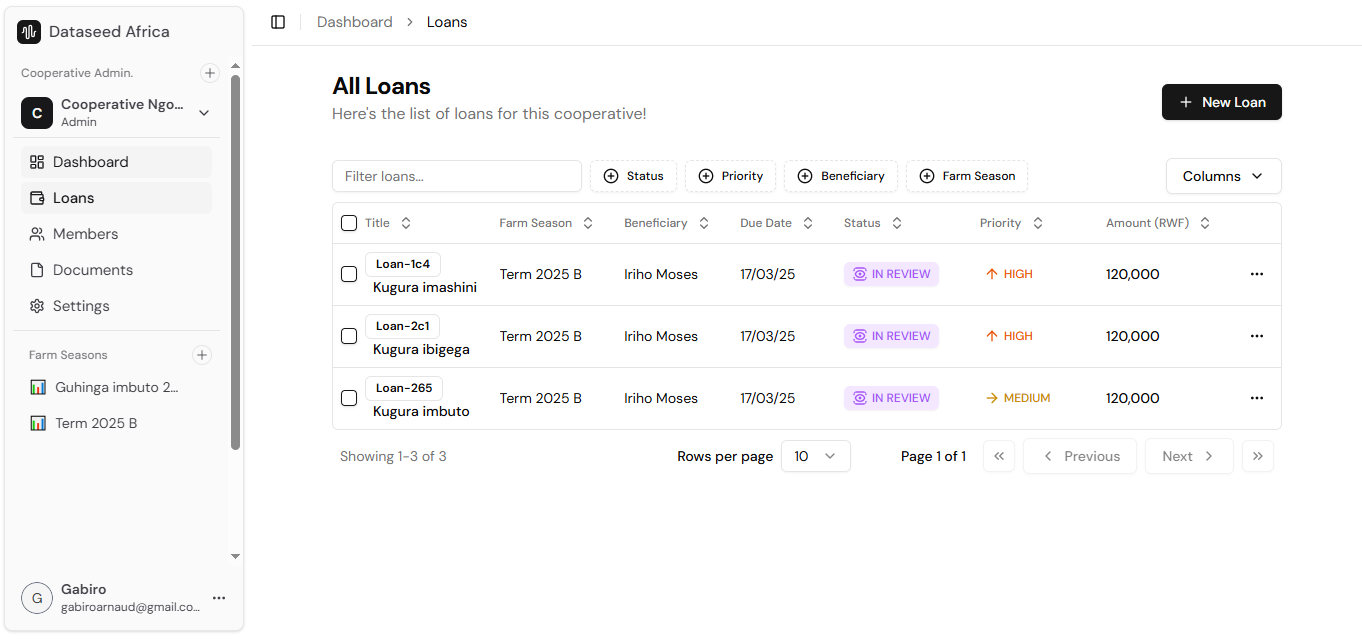 Dataseed Africa
Cooperative Admin.
C
Cooperative Ngo...
Admin
Dashboard
Loans
Members
Documents
Settings
Farm Seasons
Guhinga imbuto 2...
Term 2025 B
G
Gabiro
gabiroarnaud@gmail.co...
Dashboard > Loans
All Loans
Here's the list of loans for this cooperative!
+ New Loan
Filter loans...
Status
Priority
Beneficiary
Farm Season
Columns
Title Farm Season Beneficiary Due Date Status Priority Amount (RWF)
Loan-1c4
Kugura imashini Term 2025 B Iriho Moses 17/03/25 IN REVIEW HIGH 120,000
Loan-2c1
Kugura ibigega Term 2025 B Iriho Moses 17/03/25 IN REVIEW HIGH 120,000
Loan-265
Kugura imbuto Term 2025 B Iriho Moses 17/03/25 IN REVIEW MEDIUM 120,000
Showing 1-3 of 3
Rows per page 10
Page 1 of 1
Previous
Next